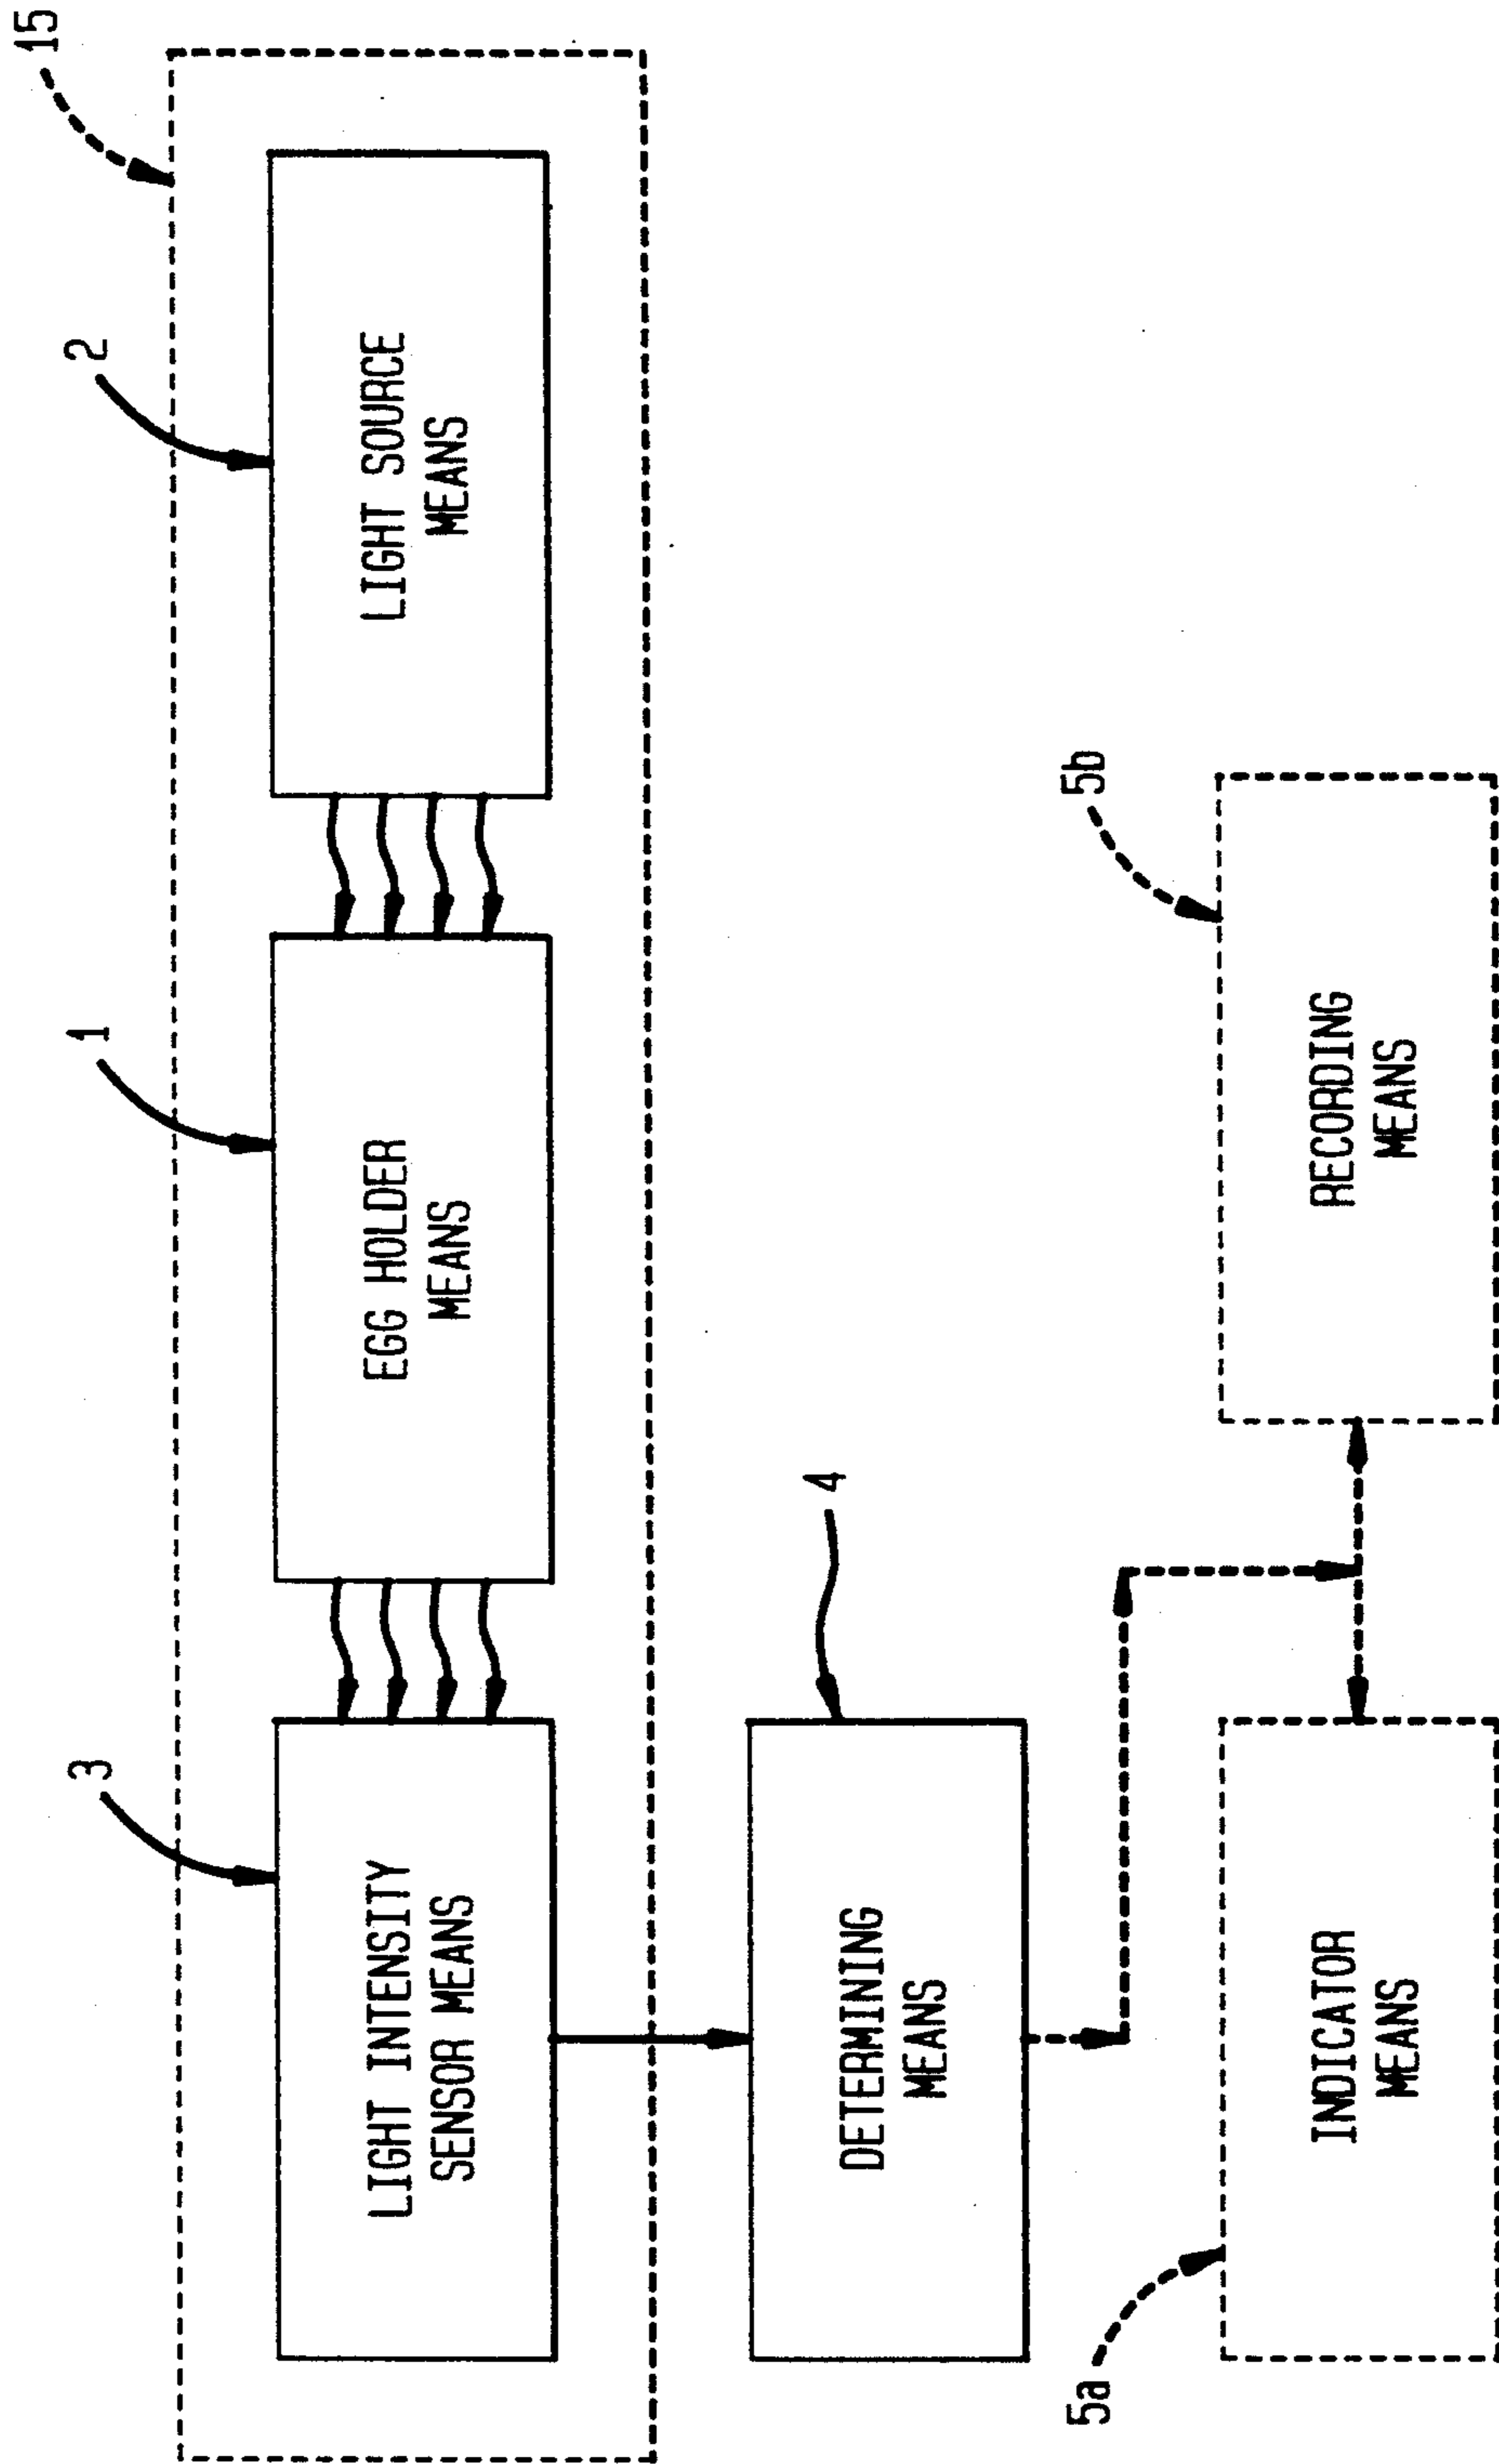 15
3
1
2
LIGHT INTENSITY
SENSOR MEANS
EGG HOLDER
MEANS
LIGHT SOURCE
MEANS
4
DETERMINING
MEANS
5a
5b
INDICATOR
MEANS
RECORDING
MEANS